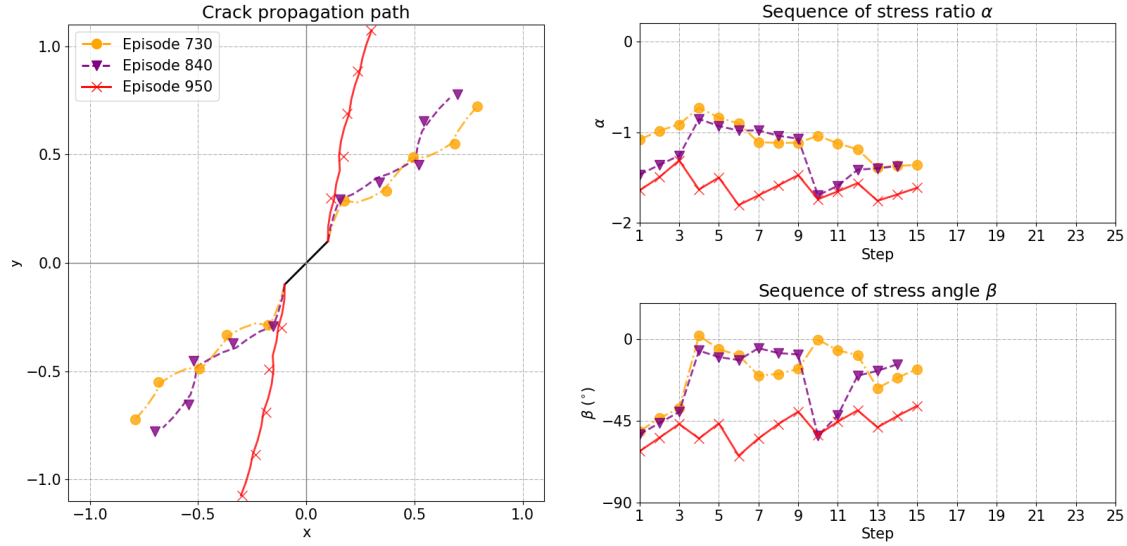 Crack propagation path
Episode 730
Episode 840
Episode 950
1.0
0.5
0.0
−0.5
−1.0
y
−1.0 −0.5 0.0 0.5 1.0
x
Sequence of stress ratio α
0
−1
−2
α
1 3 5 7 9 11 13 15 17 19 21 23 25
Step
Sequence of stress angle β
0
−45
−90
β (°)
1 3 5 7 9 11 13 15 17 19 21 23 25
Step